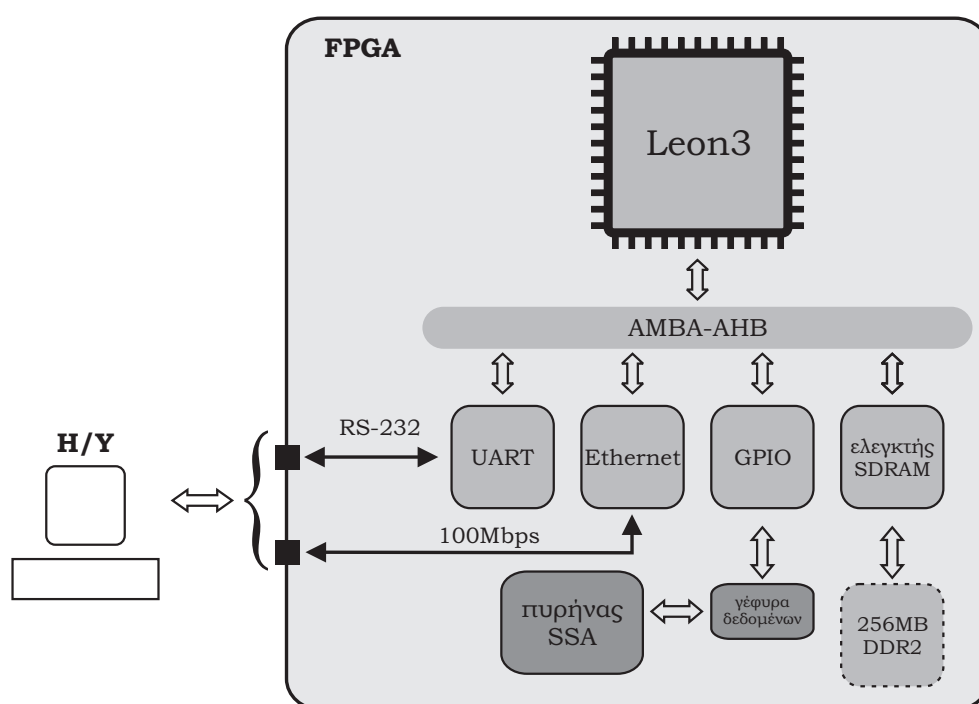 FPGA
Leon3
AMBA-AHB
RS-232
H/Y
UART
Ethernet
GPIO
ελεγκτής
SDRAM
100Mbps
πυρήνας
SSA
γέφυρα
δεδομένων
256MB
DDR2